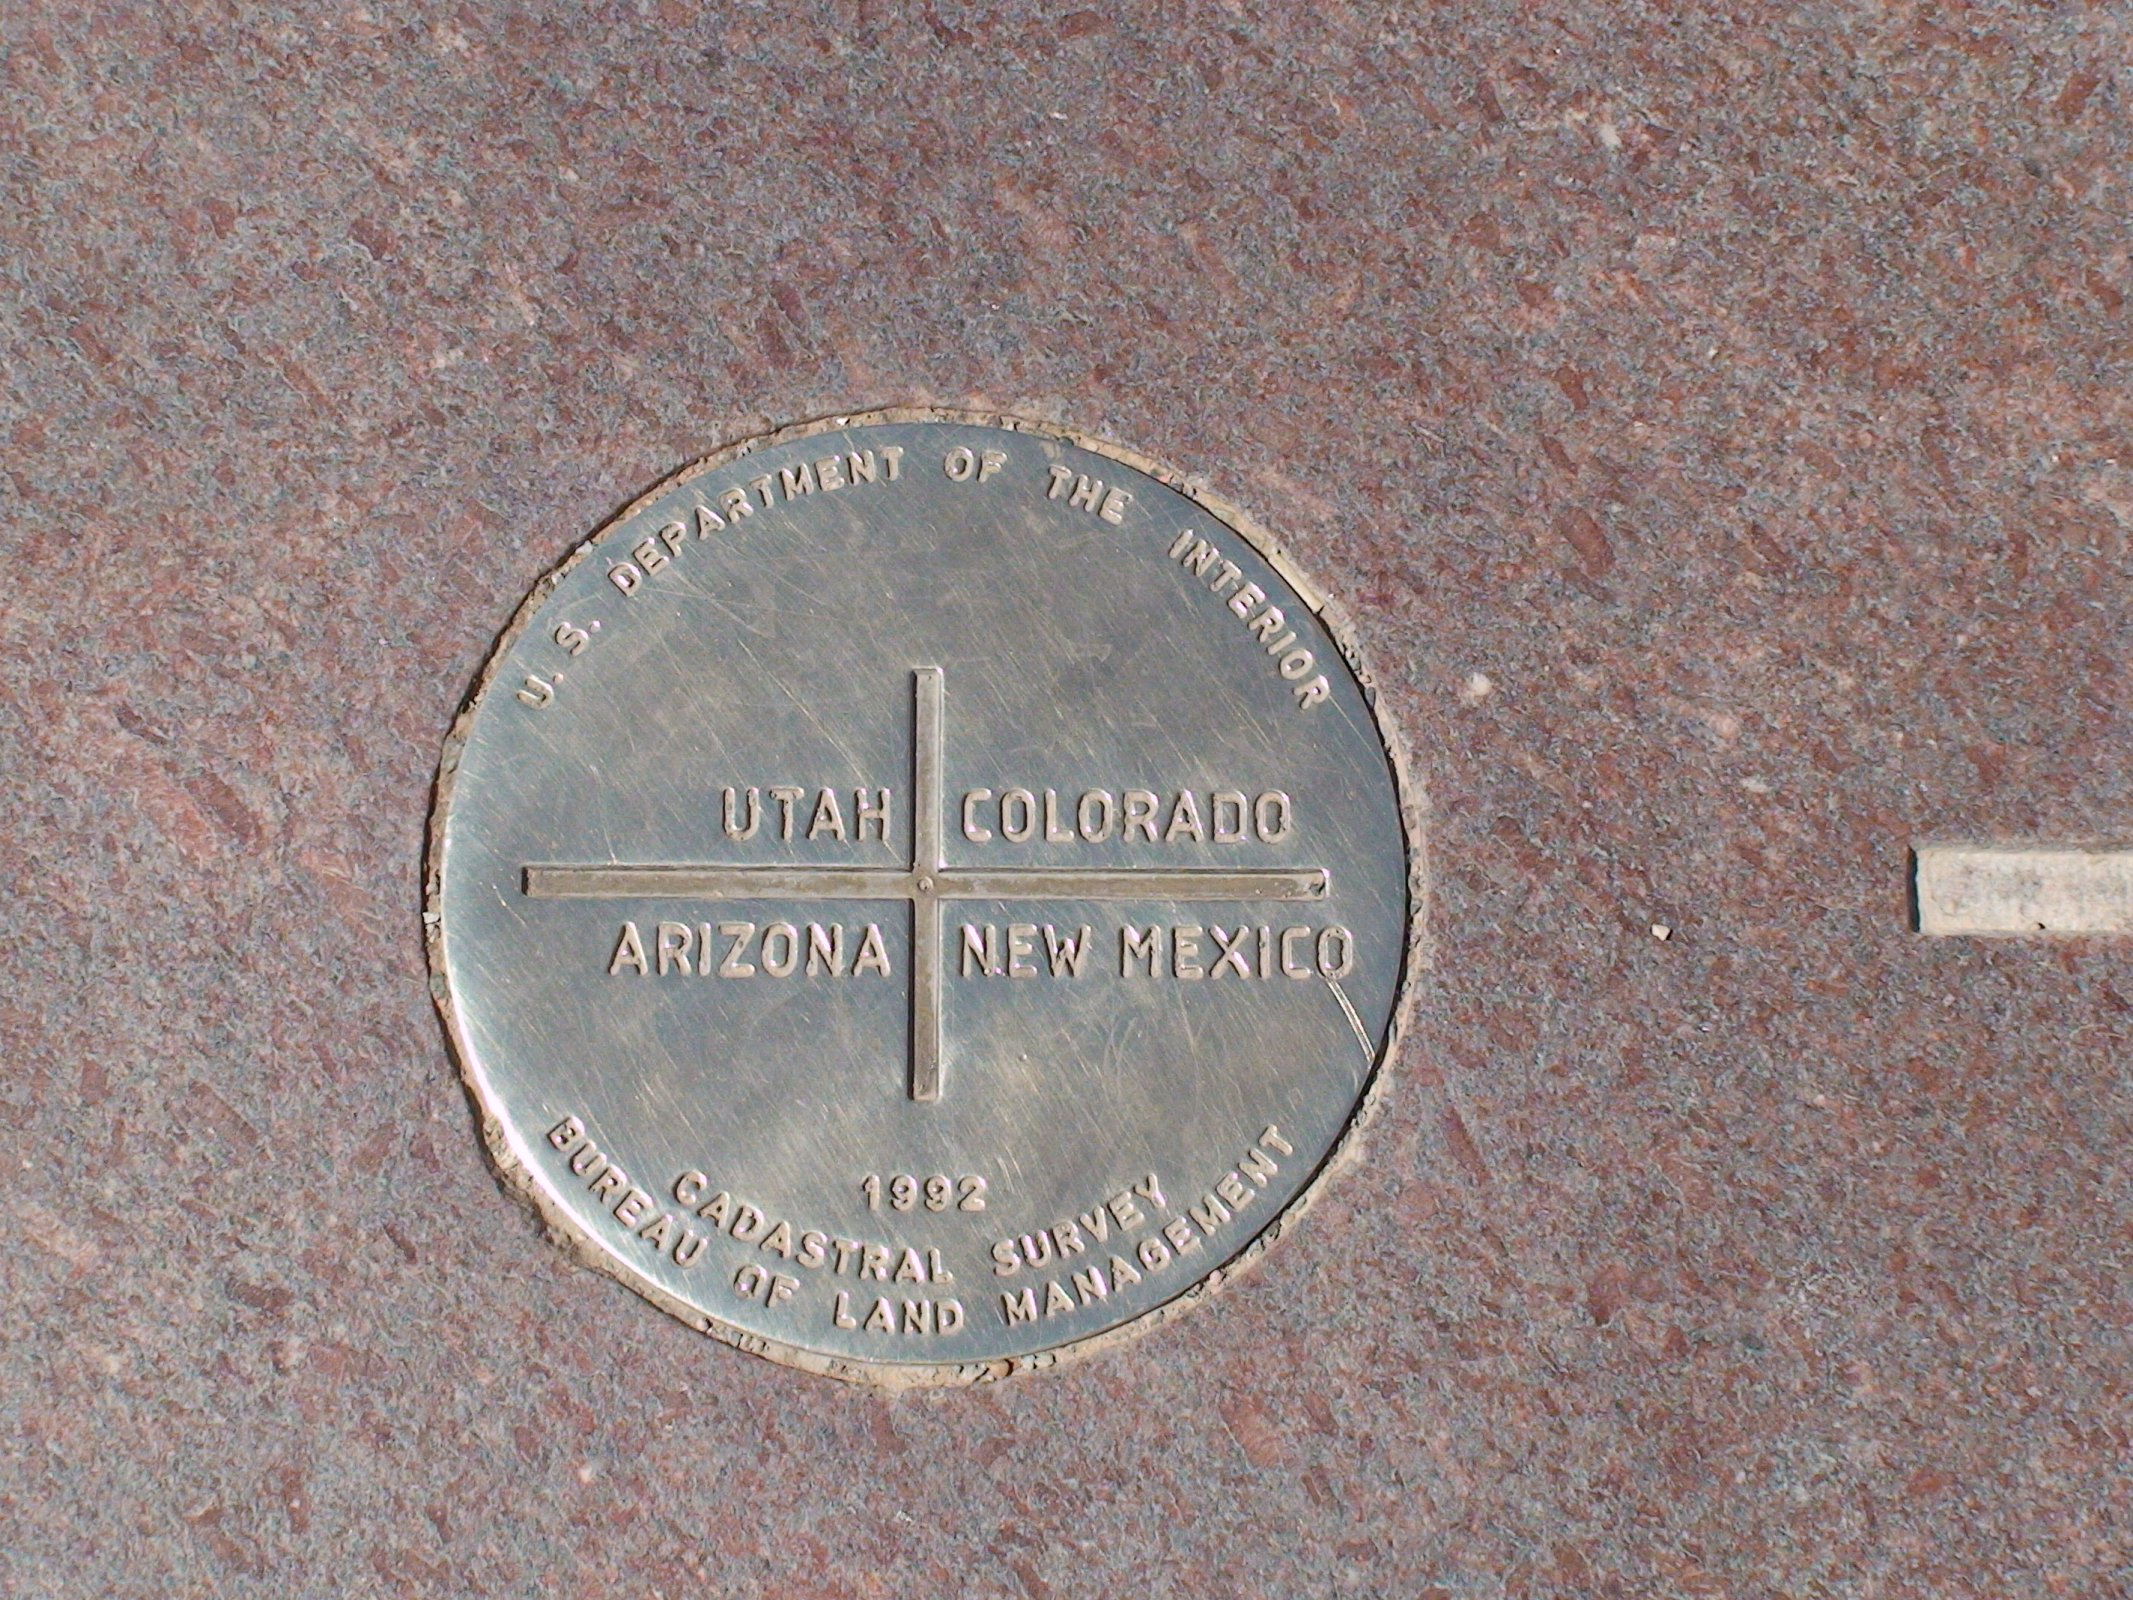 U. S. DEPARTMENT OF THE INTERIOR
UTAH COLORADO
ARIZONA NEW MEXICO
1992
CADASTRAL SURVEY
BUREAU OF LAND MANAGEMENT